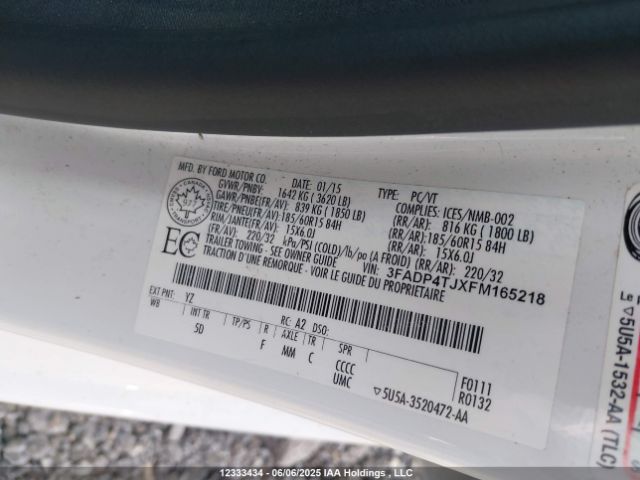 MFD. BY FORD MOTOR CO.
DATE: 01/15 TYPE: PC/VT
GVWR/PNBV: 1642 KG ( 3620 LB) COMPLIES: ICES/NMB-002
GAWR/PNBE(FR/AV) 839 KG ( 1850 LB) (RR/AR): 816 KG ( 1800 LB)
TIRE/PNEU(FR/AV): 185/60R15 84H (RR/AR): 185/60R15 84H
RIM/JANTE(FR/AV): 15X6.0J (RR/AR): 15X6.0J
(FR/AV) 220/32 kPa/PSI (COLD)/lb/po (A FROID) (RR/AR) 220/32
TRAILER TOWING - SEE OWNER GUIDE
TRACTION DE REMORQUE - VOIR LE GUIDE DU PROPRIETAIRE
VIN: 3FADP4TJXFM165218
CANADA
TRANSPORT
EC
EXT PNT: YZ RC: A2 DSO:
WB INT TR TP/PS R AXLE TR SPR F0111
5D F MM C CCCC R0132
UMC ▽5U5A-3520472-AA
▽5U5A-1532-AA (TLC)
12333434 - 06/06/2025 IAA Holdings , LLC